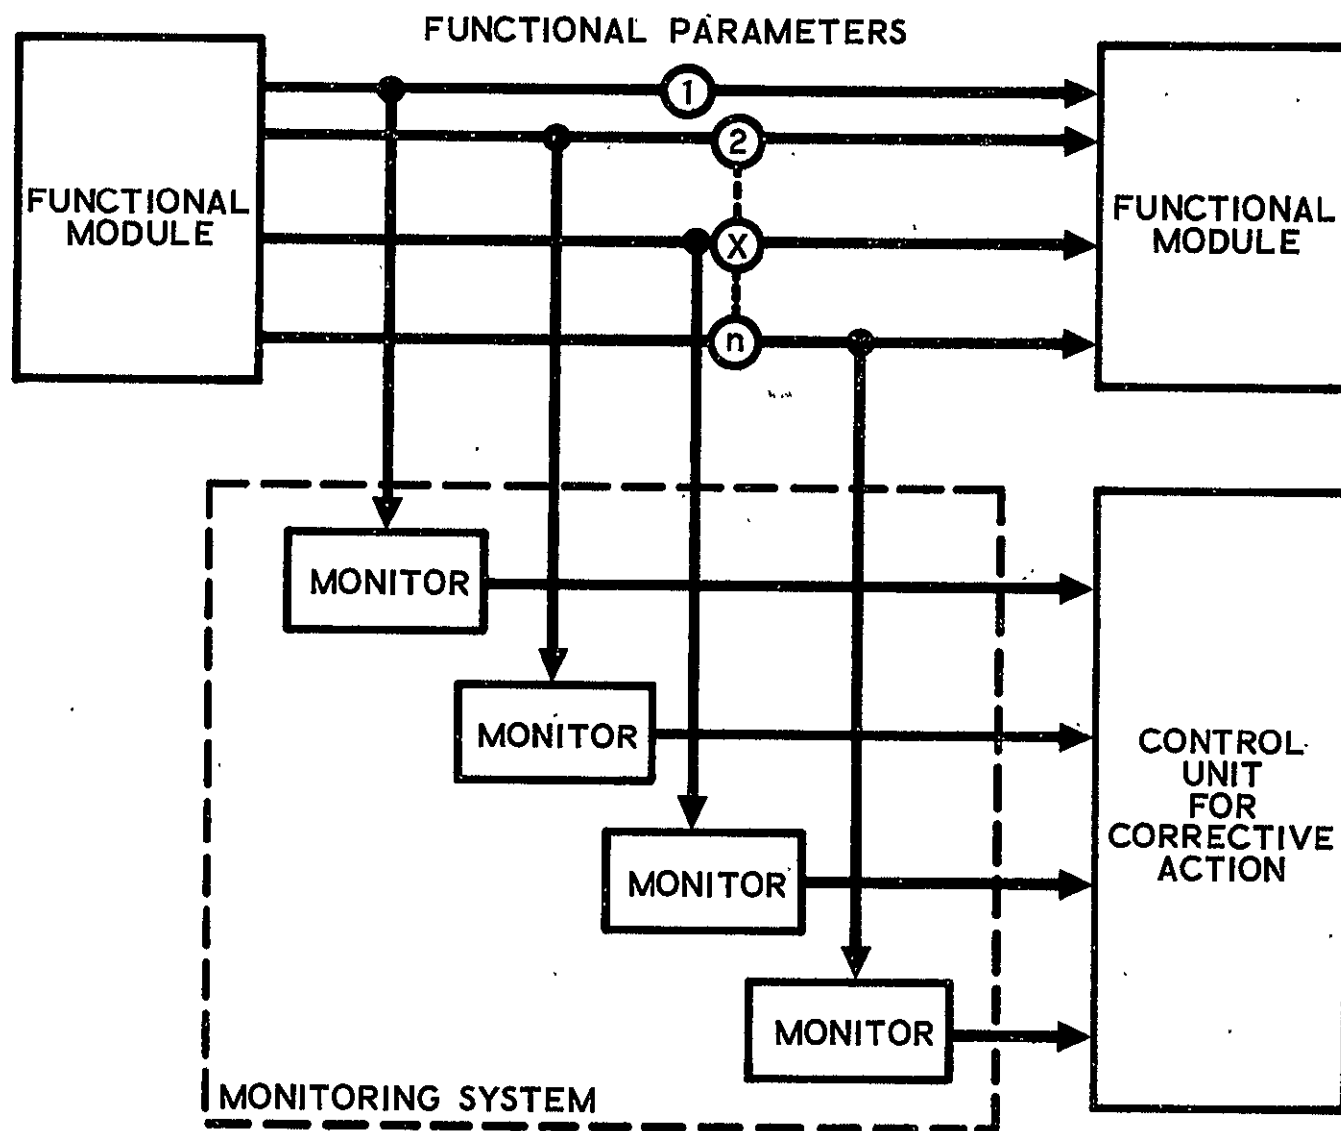 FUNCTIONAL PARAMETERS
1
2
X
n
FUNCTIONAL
MODULE
FUNCTIONAL
MODULE
MONITOR
MONITOR
MONITOR
MONITOR
CONTROL
UNIT
FOR
CORRECTIVE
ACTION
MONITORING SYSTEM